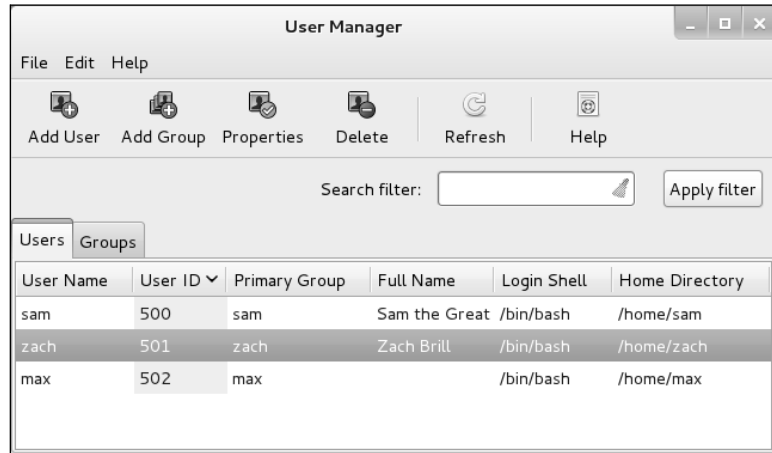 User Manager
File Edit Help
Add User Add Group Properties Delete Refresh Help
Search filter: Apply filter
Users Groups
User Name User ID Primary Group Full Name Login Shell Home Directory
sam 500 sam Sam the Great /bin/bash /home/sam
zach 501 zach Zach Brill /bin/bash /home/zach
max 502 max /bin/bash /home/max